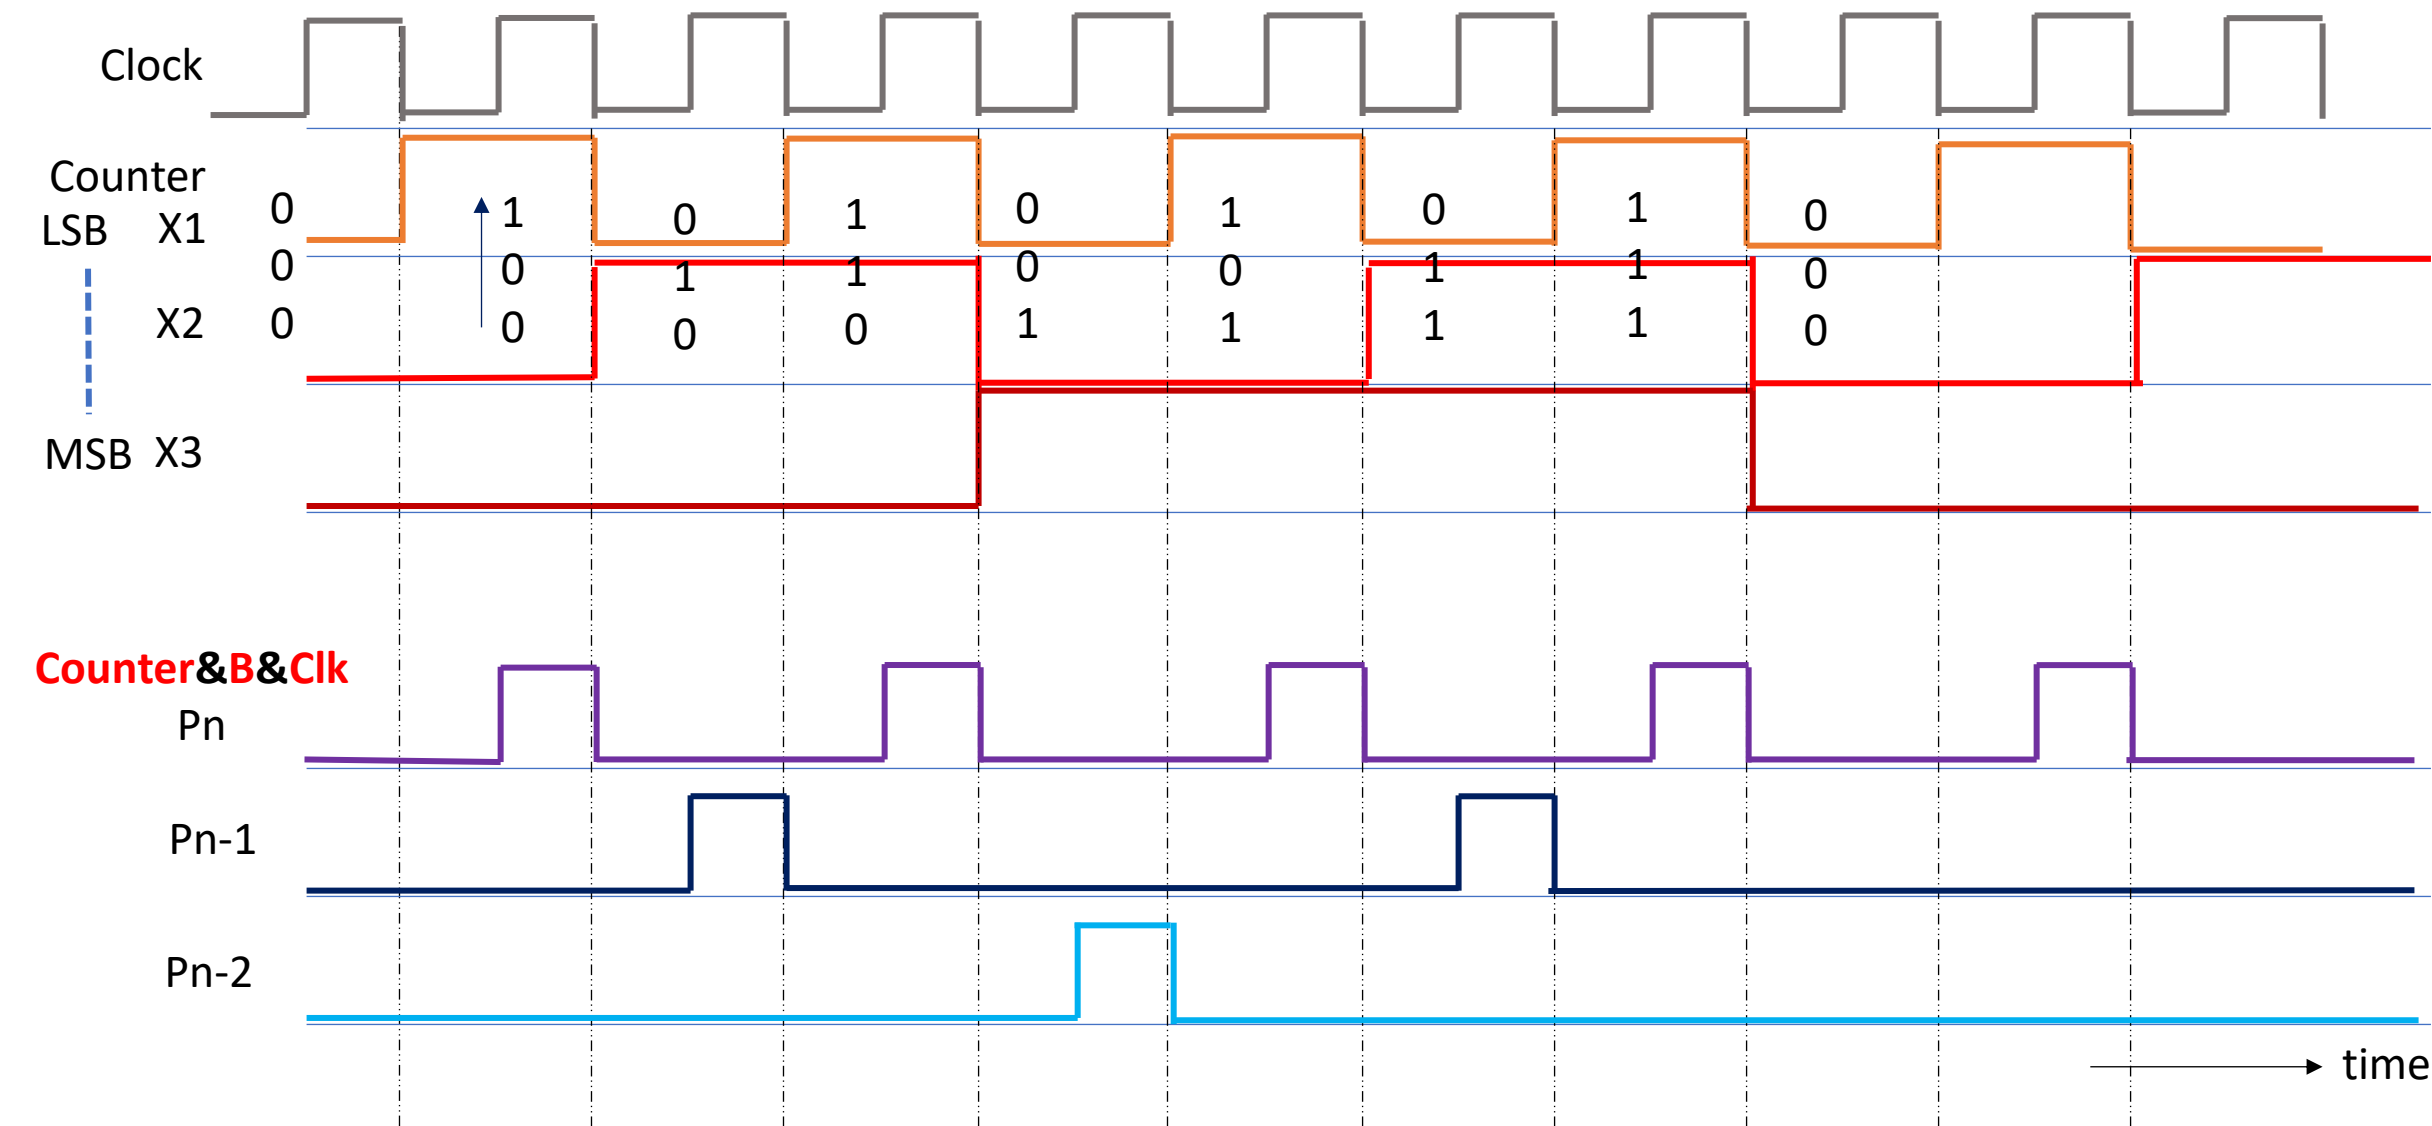 Clock
Counter
LSB X1
X2
MSB X3
0 1 0 1 0 1 0 1 0
0 0 1 1 0 0 1 1 0
0 0 0 0 1 1 1 1 0
Counter&B&Clk
Pn
Pn-1
Pn-2
time